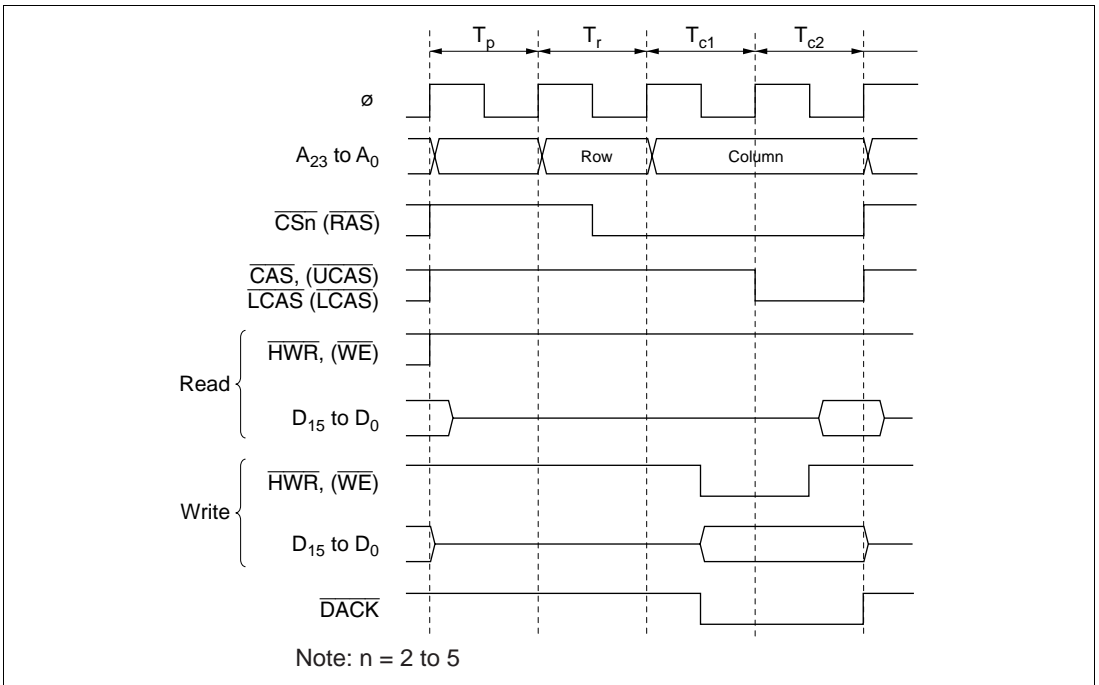 Tp Tr Tc1 Tc2
ø
A23 to A0 Row Column
CSn (RAS)
CAS, (UCAS)
LCAS (LCAS)
Read
HWR, (WE)
D15 to D0
Write
HWR, (WE)
D15 to D0
DACK
Note: n = 2 to 5